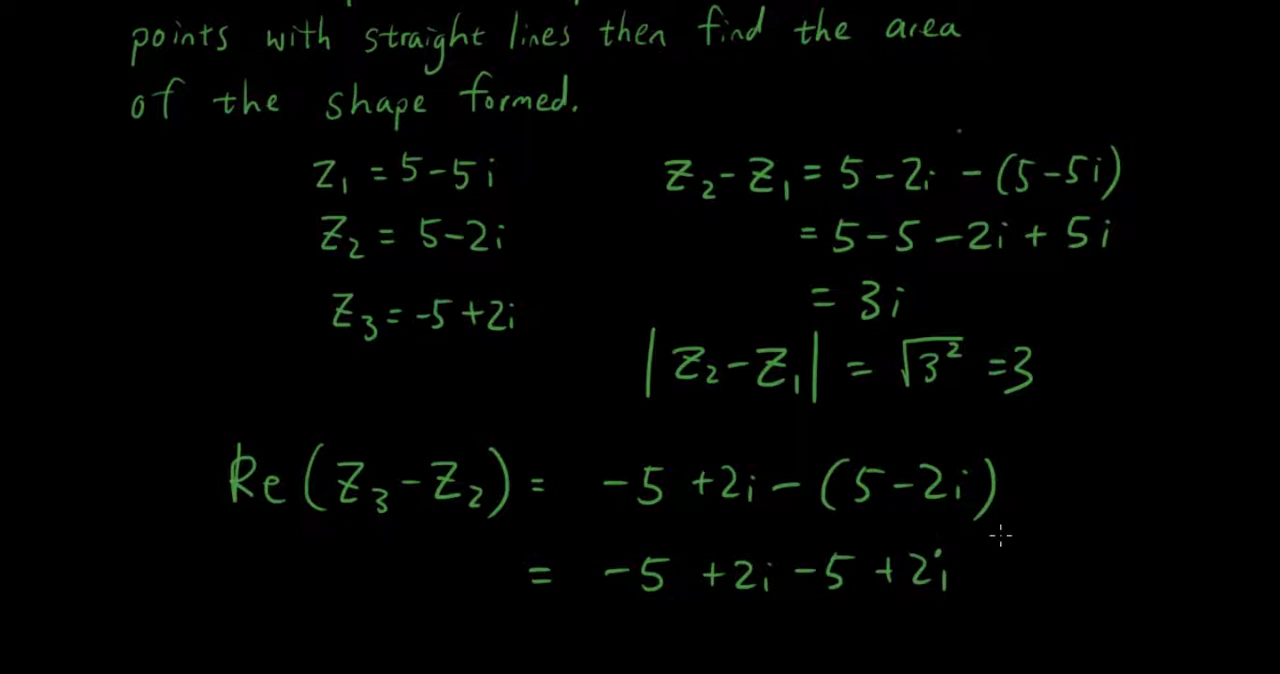 points with straight lines then find the area
of the shape formed.
Z₁ = 5-5i
Z₂ = 5-2i
Z₃ = -5+2i
Z₂-Z₁ = 5-2i -(5-5i)
= 5-5-2i+5i
= 3i
|Z₂-Z₁| = √3² =3
Re(Z₃-Z₂) = -5+2i-(5-2i)
= -5+2i-5+2i